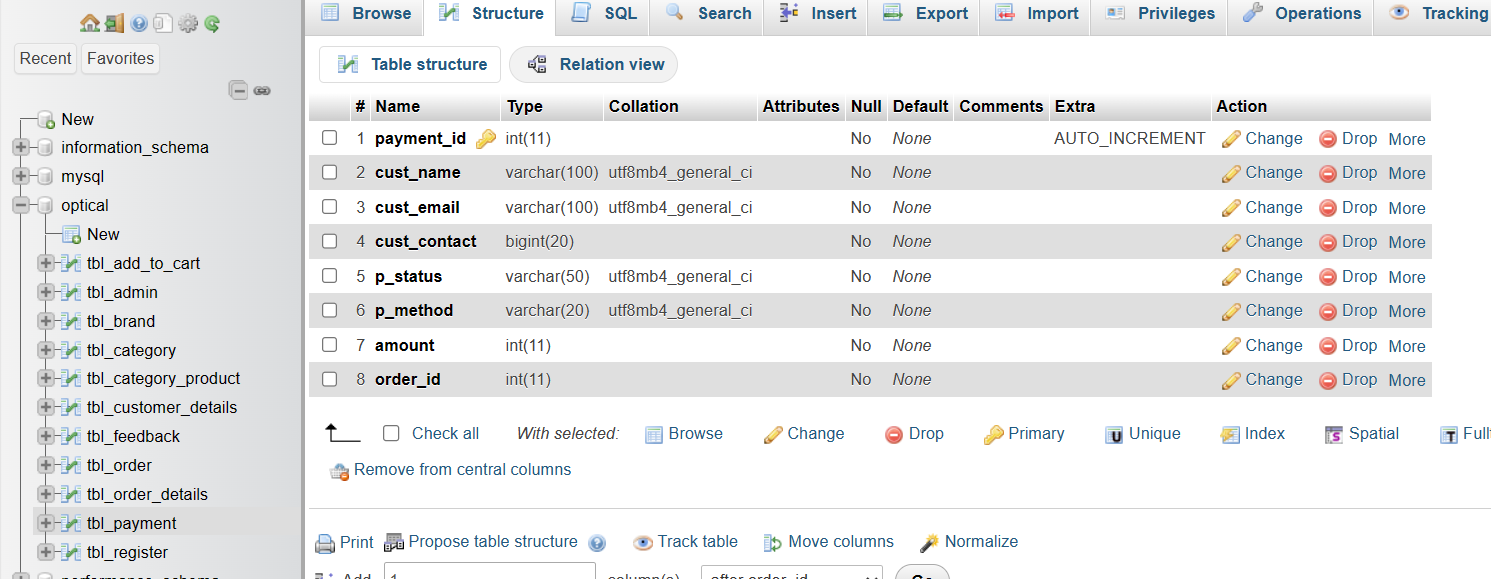 Recent Favorites
New
information_schema
mysql
optical
New
tbl_add_to_cart
tbl_admin
tbl_brand
tbl_category
tbl_category_product
tbl_customer_details
tbl_feedback
tbl_order
tbl_order_details
tbl_payment
tbl_register
performance_schema
Browse Structure SQL Search Insert Export Import Privileges Operations Tracking
Table structure Relation view
# Name Type Collation Attributes Null Default Comments Extra Action
1 payment_id int(11) No None AUTO_INCREMENT Change Drop More
2 cust_name varchar(100) utf8mb4_general_ci No None Change Drop More
3 cust_email varchar(100) utf8mb4_general_ci No None Change Drop More
4 cust_contact bigint(20) No None Change Drop More
5 p_status varchar(50) utf8mb4_general_ci No None Change Drop More
6 p_method varchar(20) utf8mb4_general_ci No None Change Drop More
7 amount int(11) No None Change Drop More
8 order_id int(11) No None Change Drop More
Check all With selected: Browse Change Drop Primary Unique Index Spatial Full
Remove from central columns
Print Propose table structure Track table Move columns Normalize
Add 1 column(s) after order_id Go